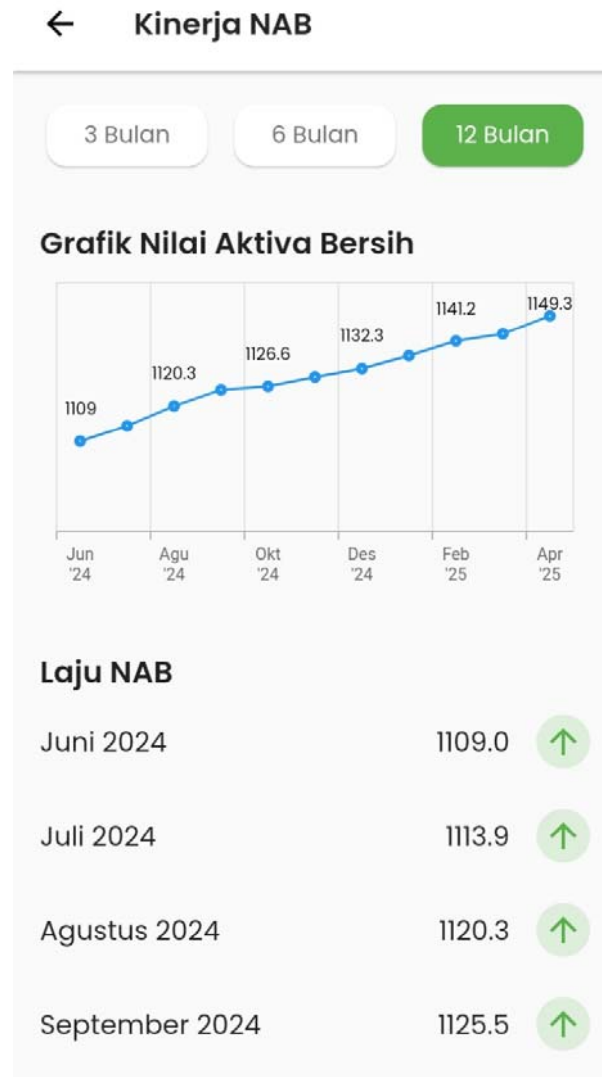 Kinerja NAB
3 Bulan 6 Bulan 12 Bulan
Grafik Nilai Aktiva Bersih
1109 1120.3 1126.6 1132.3 1141.2 1149.3
Jun Agu Okt Des Feb Apr
'24 '24 '24 '24 '25 '25
Laju NAB
Juni 2024 1109.0
Juli 2024 1113.9
Agustus 2024 1120.3
September 2024 1125.5